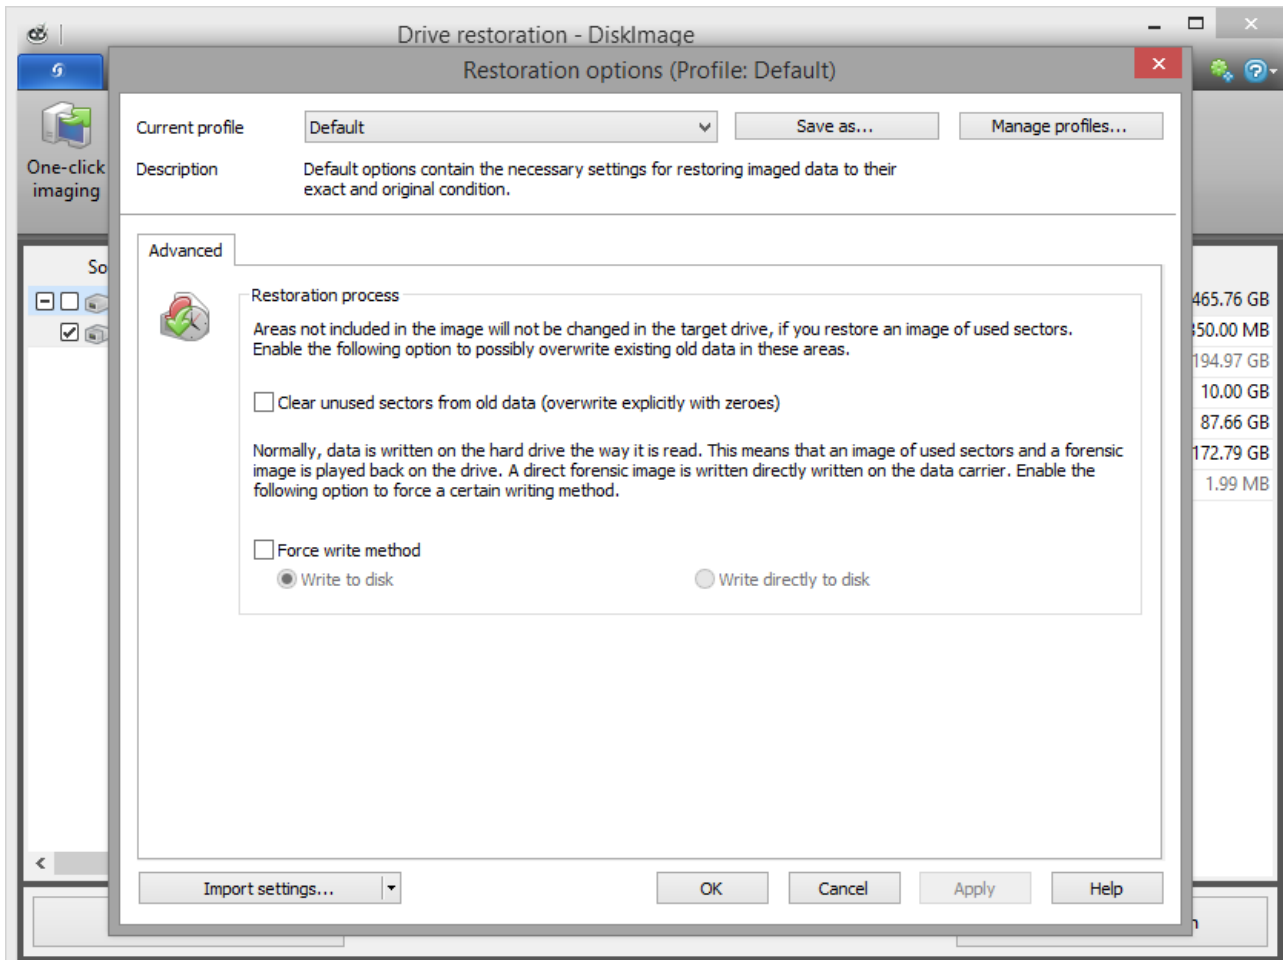 Drive restoration - DiskImage
Restoration options (Profile: Default)
One-click
imaging
Current profile
Default
Save as...
Manage profiles...
Description
Default options contain the necessary settings for restoring imaged data to their
exact and original condition.
Advanced
So
Restoration process
Areas not included in the image will not be changed in the target drive, if you restore an image of used sectors.
Enable the following option to possibly overwrite existing old data in these areas.
Clear unused sectors from old data (overwrite explicitly with zeroes)
Normally, data is written on the hard drive the way it is read. This means that an image of used sectors and a forensic
image is played back on the drive. A direct forensic image is written directly written on the data carrier. Enable the
following option to force a certain writing method.
Force write method
Write to disk
Write directly to disk
465.76 GB
350.00 MB
194.97 GB
10.00 GB
87.66 GB
172.79 GB
1.99 MB
Import settings...
OK
Cancel
Apply
Help